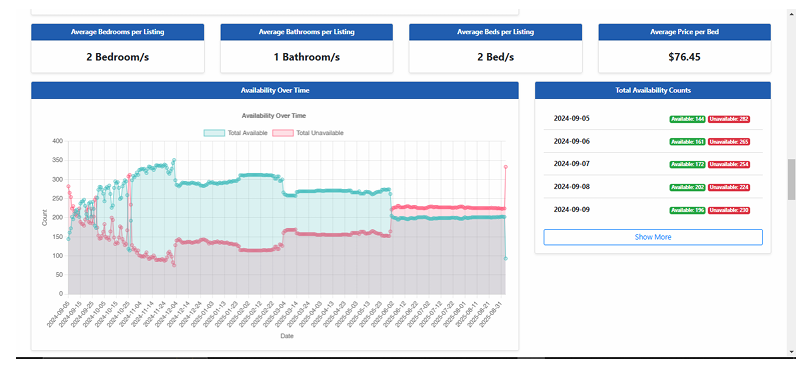 Average Bedrooms per Listing
2 Bedroom/s
Average Bathrooms per Listing
1 Bathroom/s
Average Beds per Listing
2 Bed/s
Average Price per Bed
$76.45
Availability Over Time
Availability Over Time
Total Available Total Unavailable
400
350
300
250
200
150
100
50
0
Count
2024-09-05
2024-09-15
2024-09-25
2024-10-05
2024-10-15
2024-10-25
2024-11-04
2024-11-14
2024-11-24
2024-12-04
2024-12-14
2024-12-24
2025-01-03
2025-01-13
2025-01-23
2025-02-02
2025-02-12
2025-02-22
2025-03-04
2025-03-14
2025-03-24
2025-04-03
2025-04-13
2025-04-23
2025-05-03
2025-05-13
2025-05-23
2025-06-02
2025-06-12
2025-06-22
2025-07-02
2025-07-12
2025-07-22
2025-08-01
2025-08-11
2025-08-21
2025-08-31
Date
Total Availability Counts
2024-09-05 Available: 144 Unavailable: 282
2024-09-06 Available: 161 Unavailable: 265
2024-09-07 Available: 172 Unavailable: 254
2024-09-08 Available: 202 Unavailable: 224
2024-09-09 Available: 196 Unavailable: 230
Show More